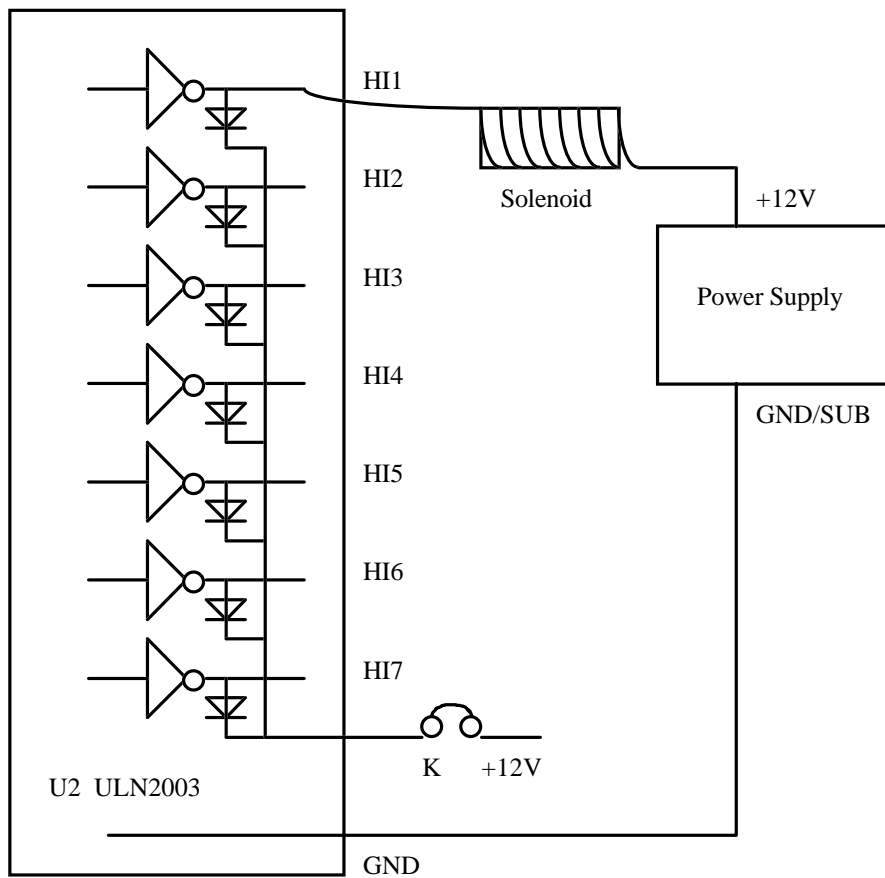 HI1
HI2
Solenoid
+12V
HI3
Power Supply
HI4
GND/SUB
HI5
HI6
HI7
K +12V
U2 ULN2003
GND